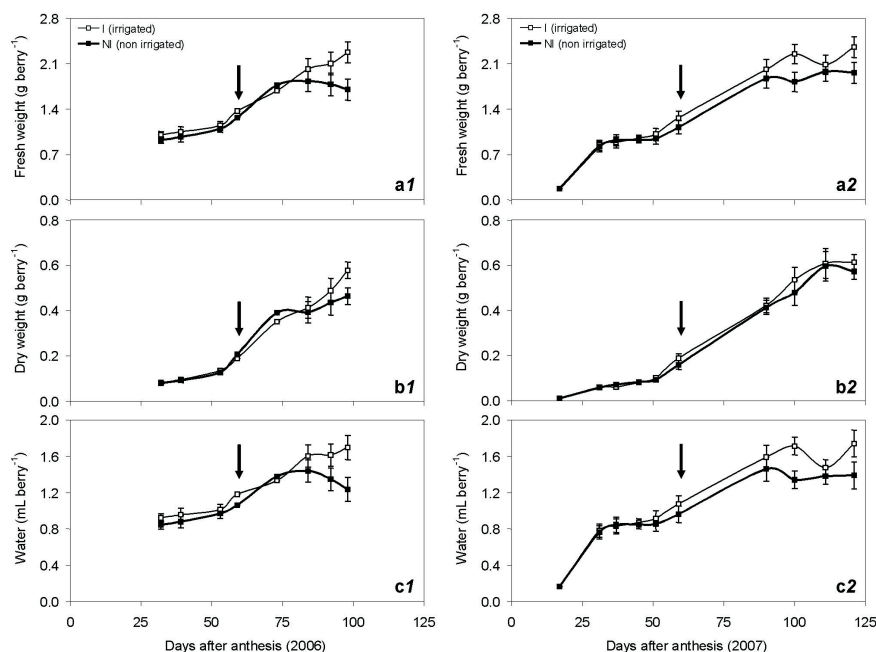 I (irrigated)
NI (non irrigated)
Fresh weight (g berry⁻¹)
2.8
2.1
1.4
0.7
0.0
a1
I (irrigated)
NI (non irrigated)
Fresh weight (g berry⁻¹)
2.8
2.1
1.4
0.7
0.0
a2
Dry weight (g berry⁻¹)
0.8
0.6
0.4
0.2
0.0
b1
Dry weight (g berry⁻¹)
0.8
0.6
0.4
0.2
0.0
b2
Water (mL berry⁻¹)
2.0
1.6
1.2
0.8
0.4
0.0
c1
0 25 50 75 100 125
Days after anthesis (2006)
Water (mL berry⁻¹)
2.0
1.6
1.2
0.8
0.4
0.0
c2
0 25 50 75 100 125
Days after anthesis (2007)